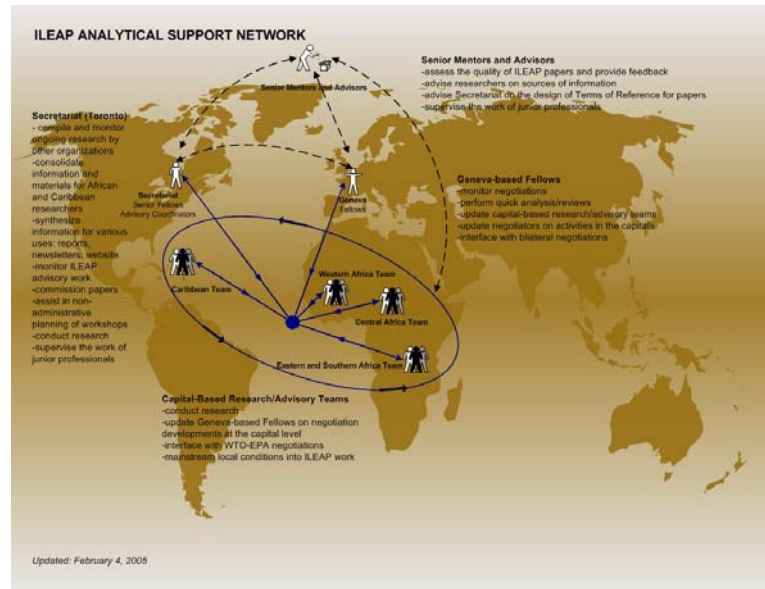 ILEAP ANALYTICAL SUPPORT NETWORK
Senior Mentors and Advisors
Senior Mentors and Advisors
-assess the quality of ILEAP papers and provide feedback
-advise researchers on sources of information
-advise Secretariat on the design of Terms of Reference for papers
-supervise the work of junior professionals
Secretariat (Toronto)
- compile and monitor
ongoing research by
other organizations
-consolidate
information and
materials for African
and Caribbean
researchers
-synthesize
information for various
uses: reports,
newsletters, website
-monitor ILEAP
advisory work
-commission papers
-assist in non-
administrative
planning of workshops
-conduct research
-supervise the work of
junior professionals
Secretariat
Senior Fellows
Advisory Coordinators
Geneva
Fellows
Geneva-based Fellows
-monitor negotiations
-perform quick analysis/reviews
-update capital-based research/advisory teams
-update negotiators on activities in the capitals
-interface with bilateral negotiations
Caribbean Team
Western Africa Team
Central Africa Team
Eastern and Southern Africa Team
Capital-Based Research/Advisory Teams
-conduct research
-update Geneva-based Fellows on negotiation
developments at the capital level
-interface with WTO-EPA negotiations
-mainstream local conditions into ILEAP work
Updated: February 4, 2005